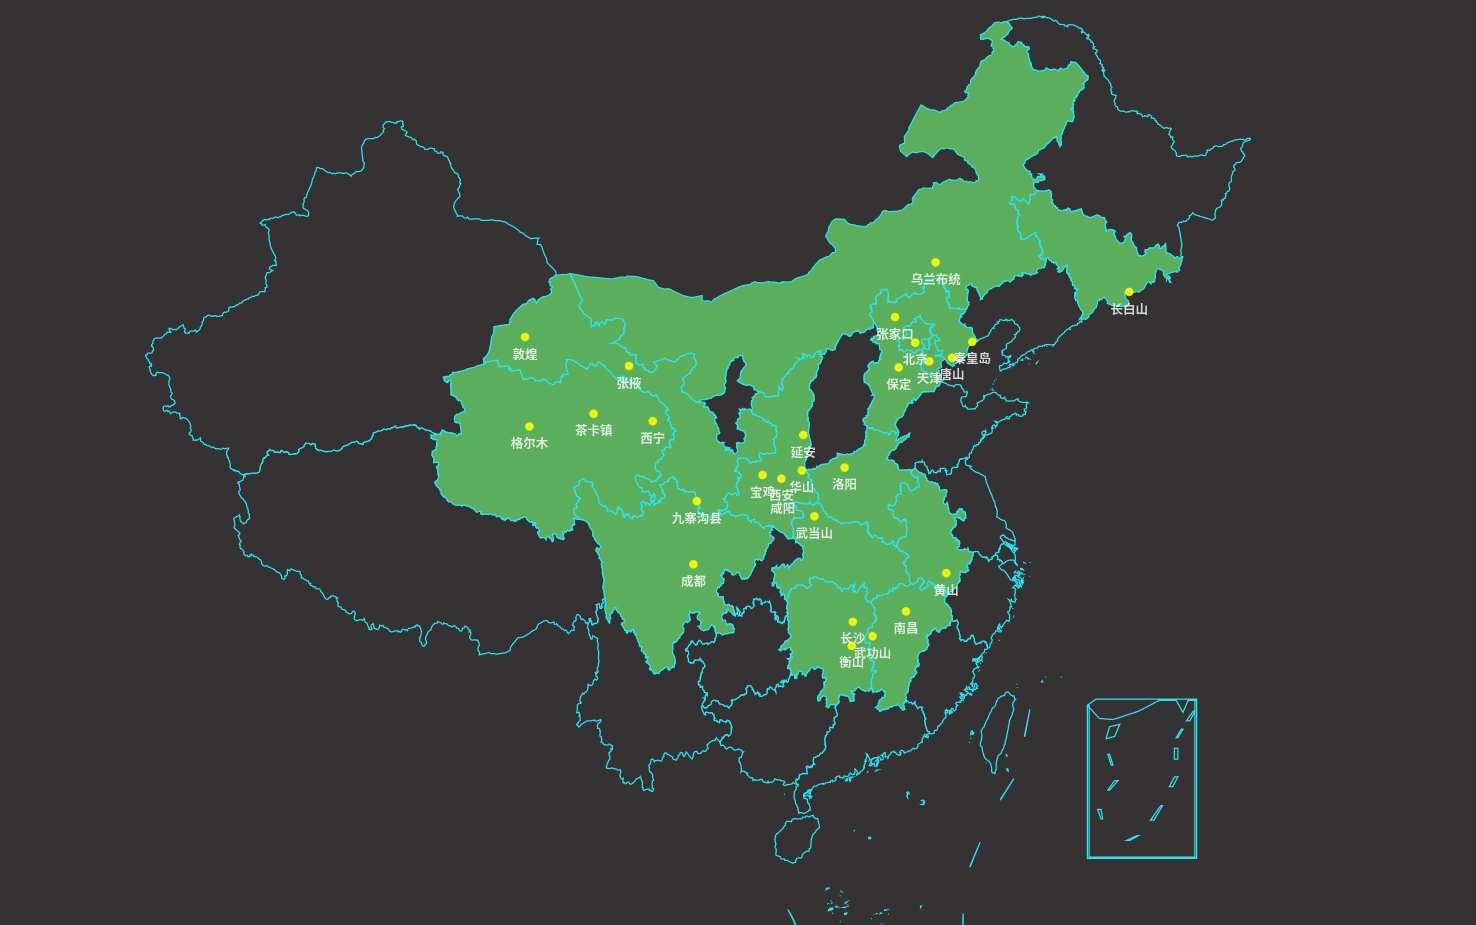 乌兰布统
长白山
张家口
敦煌
北京
秦皇岛
张掖
保定
天津
唐山
茶卡镇
西宁
格尔木
延安
洛阳
宝鸡
西安
华山
咸阳
九寨沟县
武当山
成都
黄山
南昌
长沙
武功山
衡山